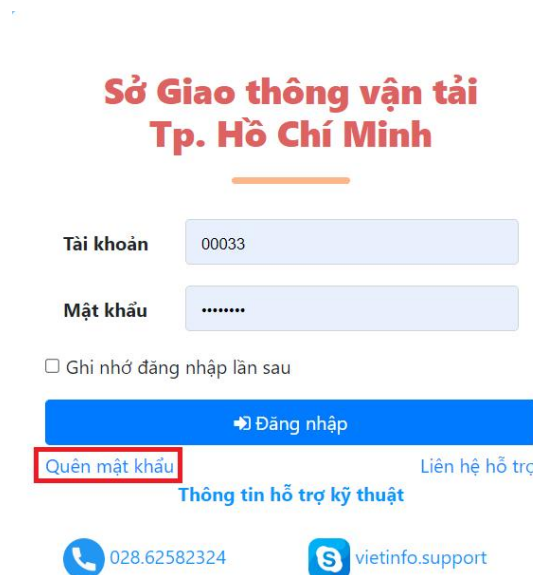 Sở Giao thông vận tải
Tp. Hồ Chí Minh
Tài khoản 00033
Mật khẩu ••••••••
Ghi nhớ đăng nhập lần sau
Đăng nhập
Quên mật khẩu Liên hệ hỗ trợ
Thông tin hỗ trợ kỹ thuật
028.62582324 vietinfo.support